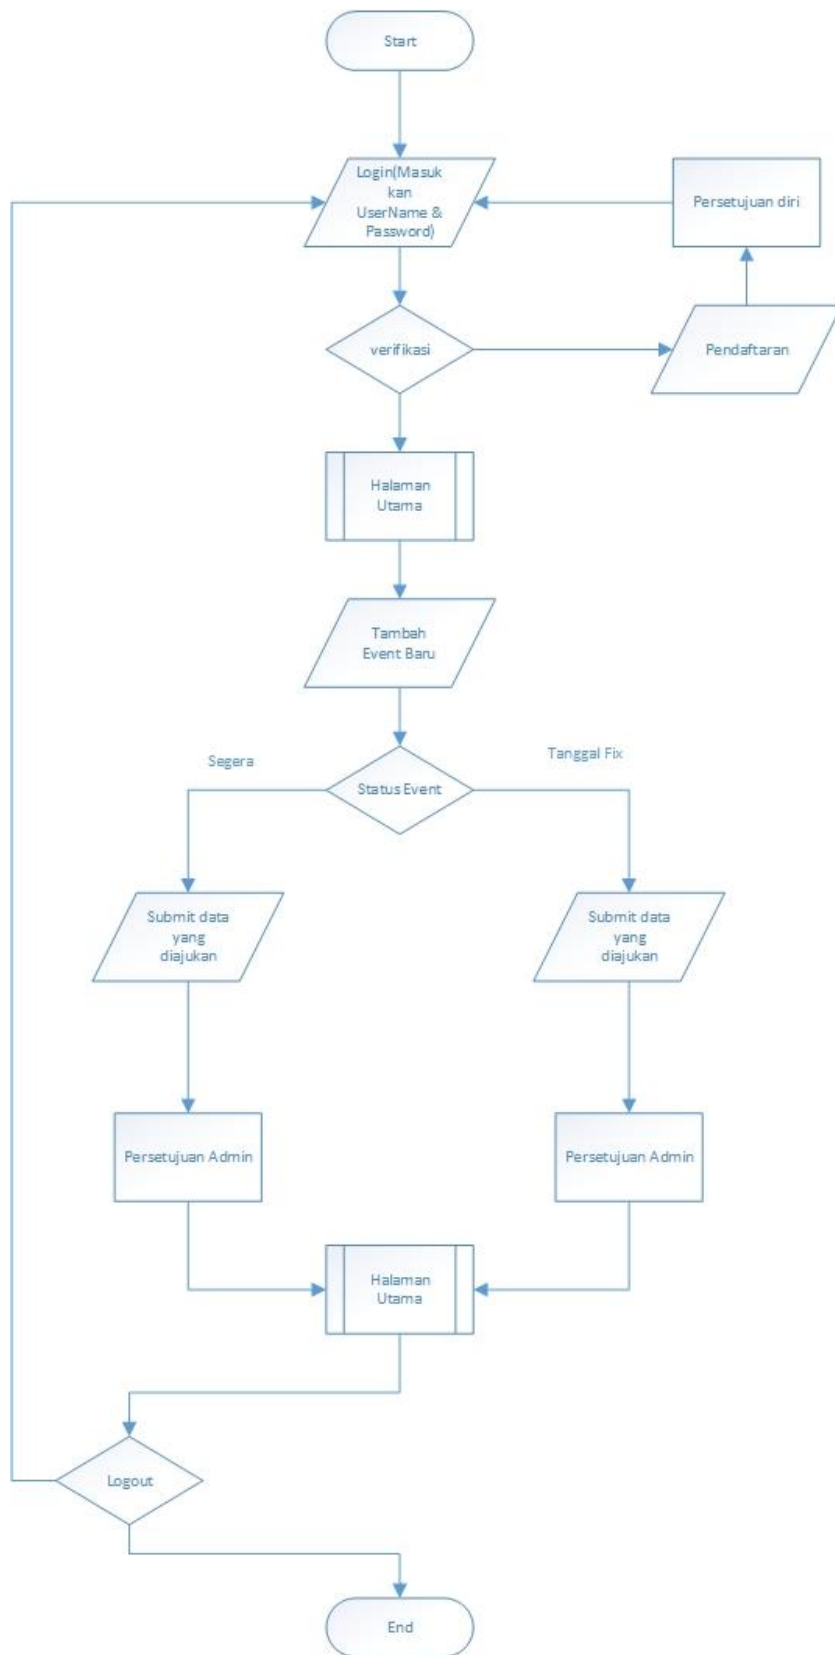 Start
Login(Masuk
kan
UserName &
Password)
Persetujuan diri
verifikasi
Pendaftaran
Halaman
Utama
Tambah
Event Baru
Segera
Tanggal Fix
Status Event
Submit data
yang
diajukan
Submit data
yang
diajukan
Persetujuan Admin
Persetujuan Admin
Halaman
Utama
Logout
End